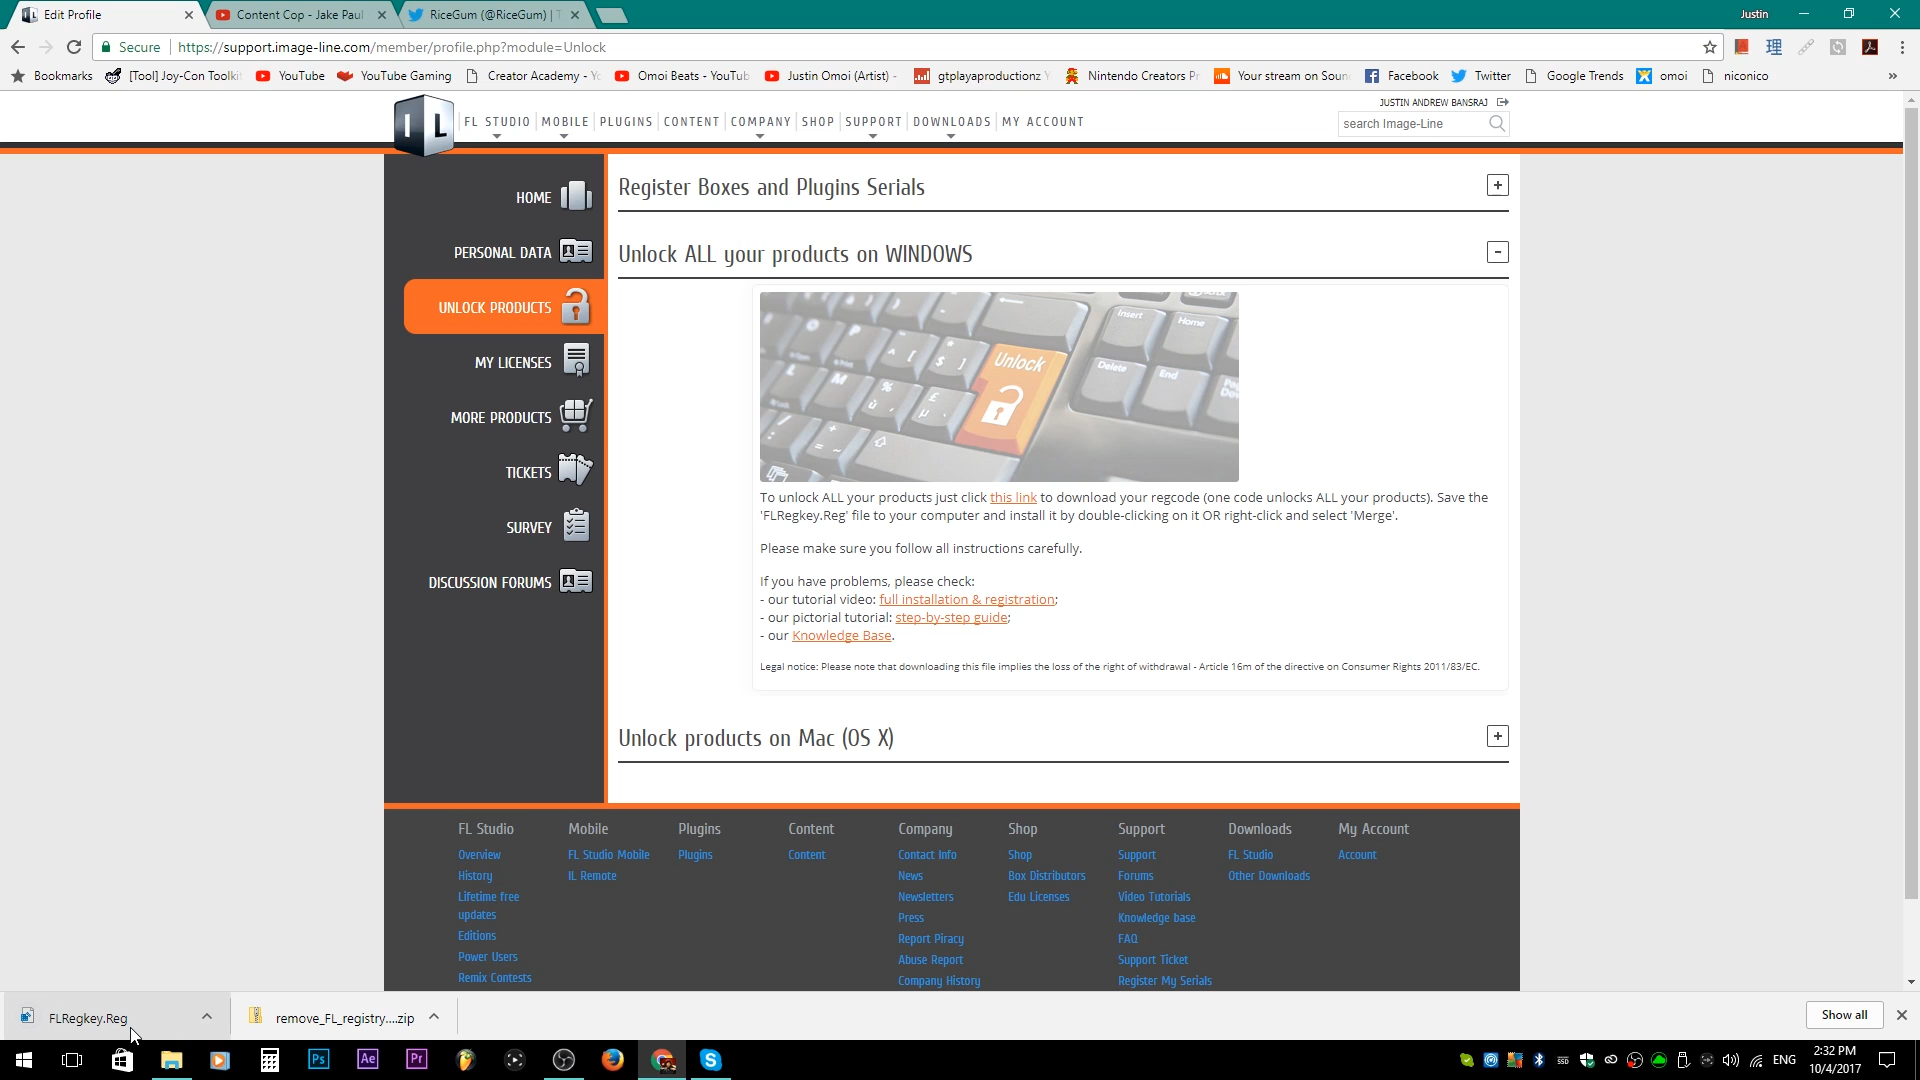 Edit Profile
Content Cop - Jake Paul
RiceGum (@RiceGum) | T
Justin
Secure
https://support.image-line.com/member/profile.php?module=Unlock
Bookmarks
[Tool] Joy-Con Toolki
YouTube
YouTube Gaming
Creator Academy - Yo
Omoi Beats - YouTub
Justin Omoi (Artist) -
gtplayaproductionz Y
Nintendo Creators Pr
Your stream on Soun
Facebook
Twitter
Google Trends
omoi
niconico
JUSTIN ANDREW BANSRAJ
I L
FL STUDIO
MOBILE
PLUGINS
CONTENT
COMPANY
SHOP
SUPPORT
DOWNLOADS
MY ACCOUNT
search Image-Line
HOME
PERSONAL DATA
UNLOCK PRODUCTS
MY LICENSES
MORE PRODUCTS
TICKETS
SURVEY
DISCUSSION FORUMS
Register Boxes and Plugins Serials
+
Unlock ALL your products on WINDOWS
-
Insert
Home
Unlock
Delete
End
To unlock ALL your products just click this link to download your regcode (one code unlocks ALL your products). Save the
'FLRegkey.Reg' file to your computer and install it by double-clicking on it OR right-click and select 'Merge'.
Please make sure you follow all instructions carefully.
If you have problems, please check:
- our tutorial video: full installation & registration;
- our pictorial tutorial: step-by-step guide;
- our Knowledge Base.
Legal notice: Please note that downloading this file implies the loss of the right of withdrawal - Article 16m of the directive on Consumer Rights 2011/83/EC.
Unlock products on Mac (OS X)
+
FL Studio
Overview
History
Lifetime free
updates
Editions
Power Users
Remix Contests
Mobile
FL Studio Mobile
IL Remote
Plugins
Plugins
Content
Content
Company
Contact Info
News
Newsletters
Press
Report Piracy
Abuse Report
Company History
Shop
Shop
Box Distributors
Edu Licenses
Support
Support
Forums
Video Tutorials
Knowledge base
FAQ
Support Ticket
Register My Serials
Downloads
FL Studio
Other Downloads
My Account
Account
FLRegkey.Reg
remove_FL_registry....zip
Show all
Ps
Ae
Pr
ENG
2:32 PM
10/4/2017